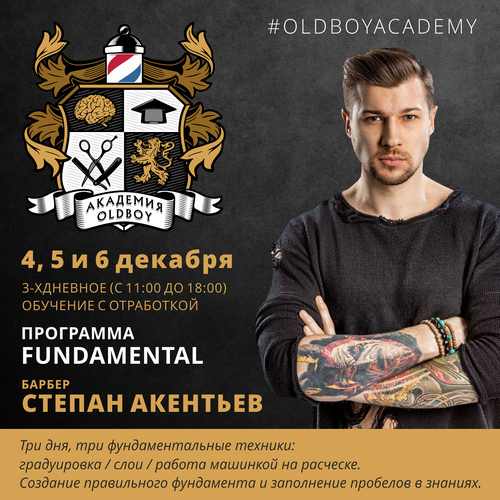 #OLDBOYACADEMY
АКАДЕМИЯ
OLDBOY
4, 5 и 6 декабря
3-ХДНЕВНОЕ (С 11:00 ДО 18:00)
ОБУЧЕНИЕ С ОТРАБОТКОЙ
ПРОГРАММА
FUNDAMENTAL
БАРБЕР
СТЕПАН АКЕНТЬЕВ
Три дня, три фундаментальные техники:
градуировка / слои / работа машинкой на расческе.
Создание правильного фундамента и заполнение пробелов в знаниях.